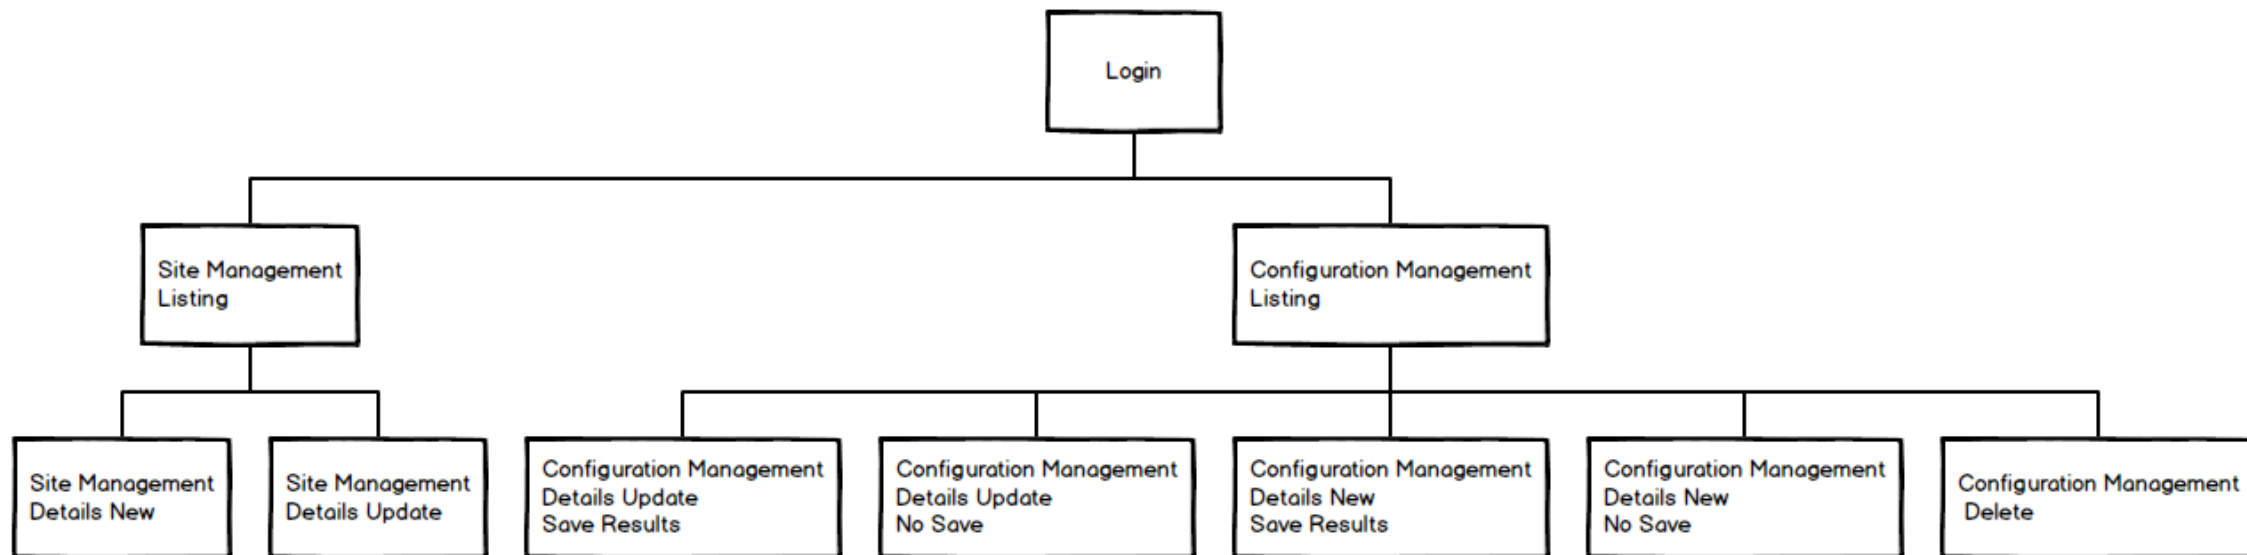 Login
Site Management
Listing
Configuration Management
Listing
Site Management
Details New
Site Management
Details Update
Configuration Management
Details Update
Save Results
Configuration Management
Details Update
No Save
Configuration Management
Details New
Save Results
Configuration Management
Details New
No Save
Configuration Management
Delete